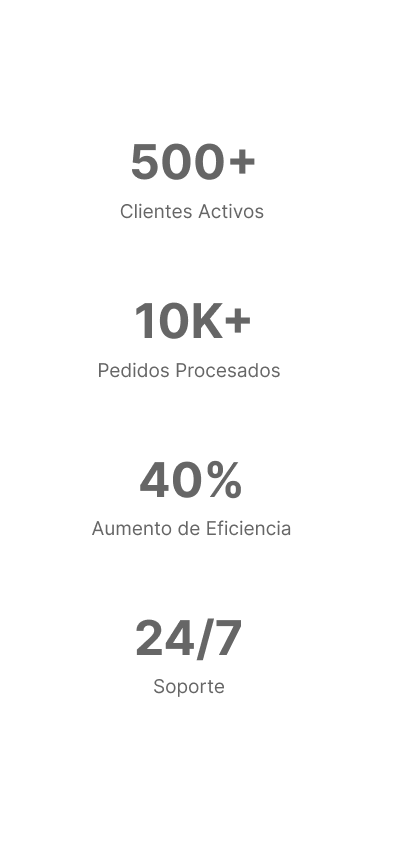 500+
Clientes Activos
10K+
Pedidos Procesados
40%
Aumento de Eficiencia
24/7
Soporte